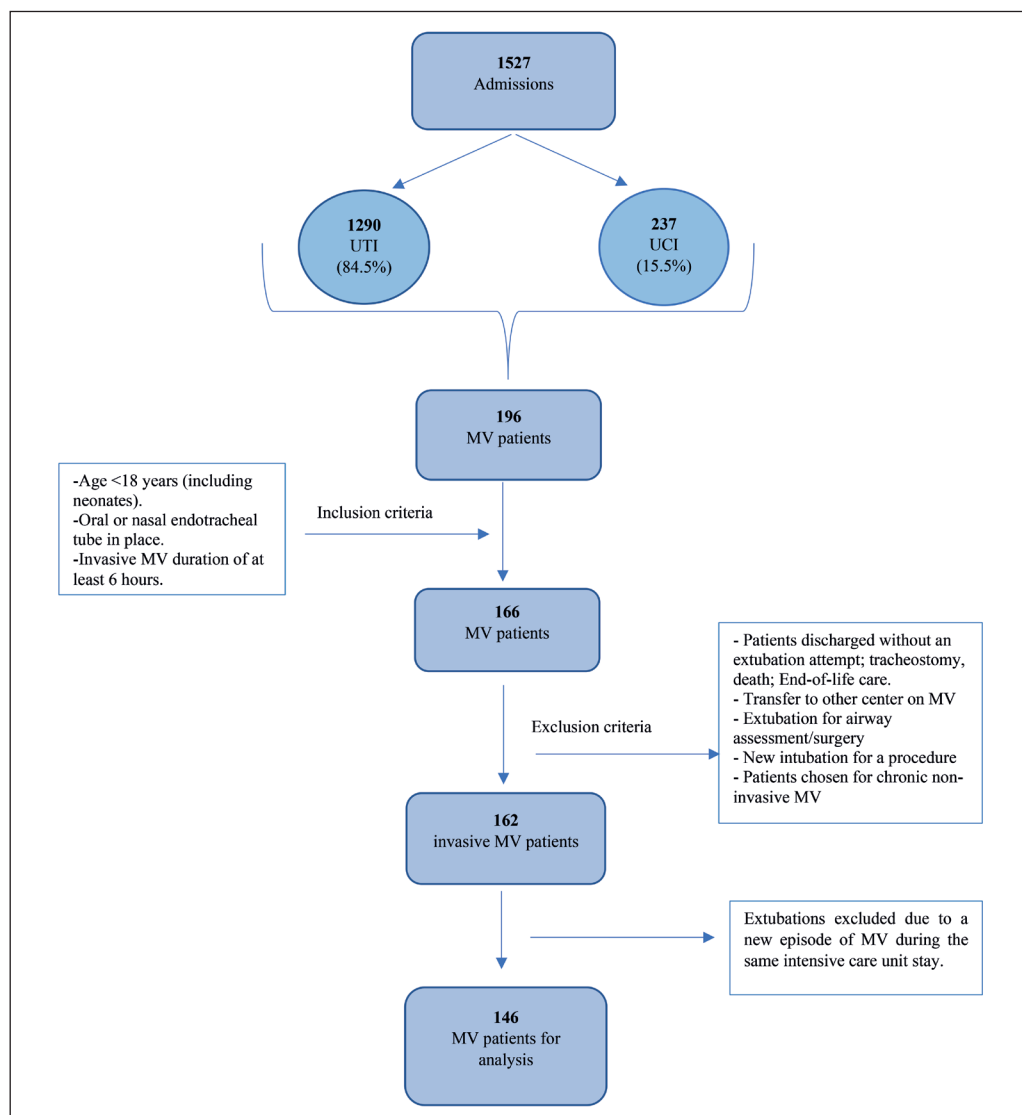 1527
Admissions
1290
UTI
(84.5%)
237
UCI
(15.5%)
196
MV patients
-Age <18 years (including
neonates).
-Oral or nasal endotracheal
tube in place.
-Invasive MV duration of at
least 6 hours.
Inclusion criteria
166
MV patients
- Patients discharged without an
extubation attempt; tracheostomy,
death; End-of-life care.
- Transfer to other center on MV
- Extubation for airway
assessment/surgery
- New intubation for a procedure
- Patients chosen for chronic non-
invasive MV
Exclusion criteria
162
invasive MV patients
Extubations excluded due to a
new episode of MV during the
same intensive care unit stay.
146
MV patients for
analysis